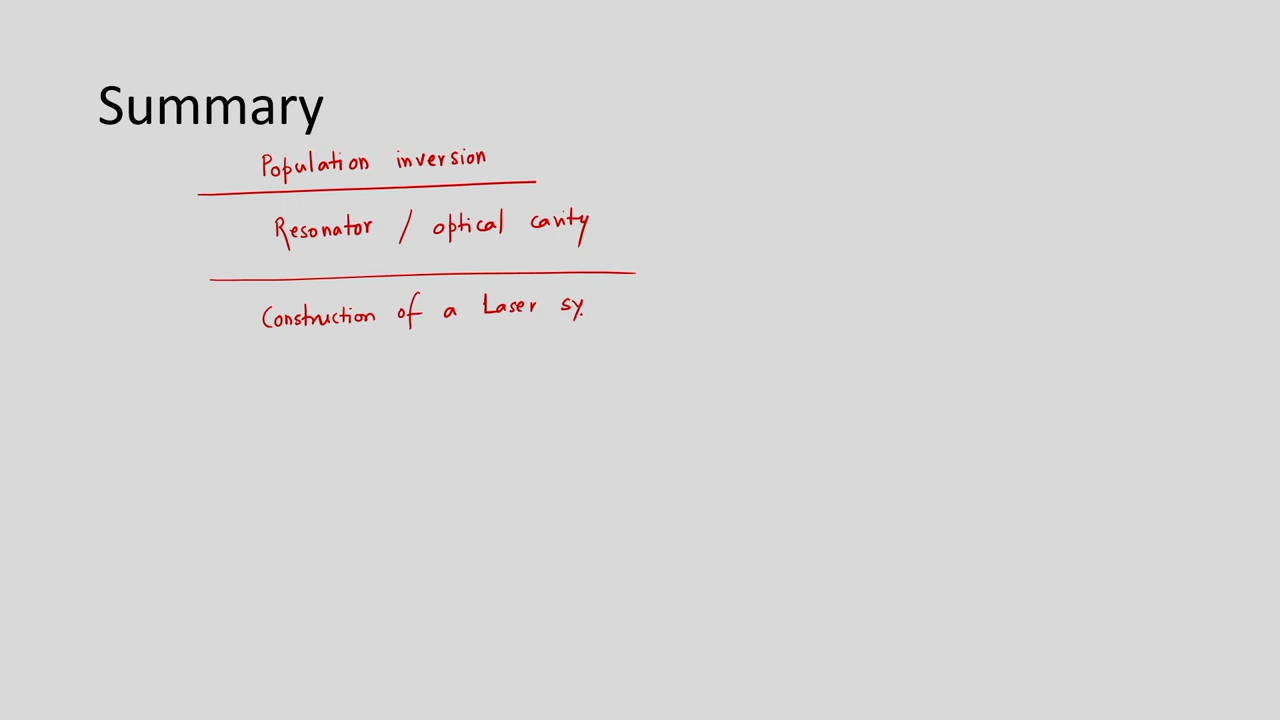 Summary
Population inversion
Resonator / optical cavity
Construction of a Laser sy